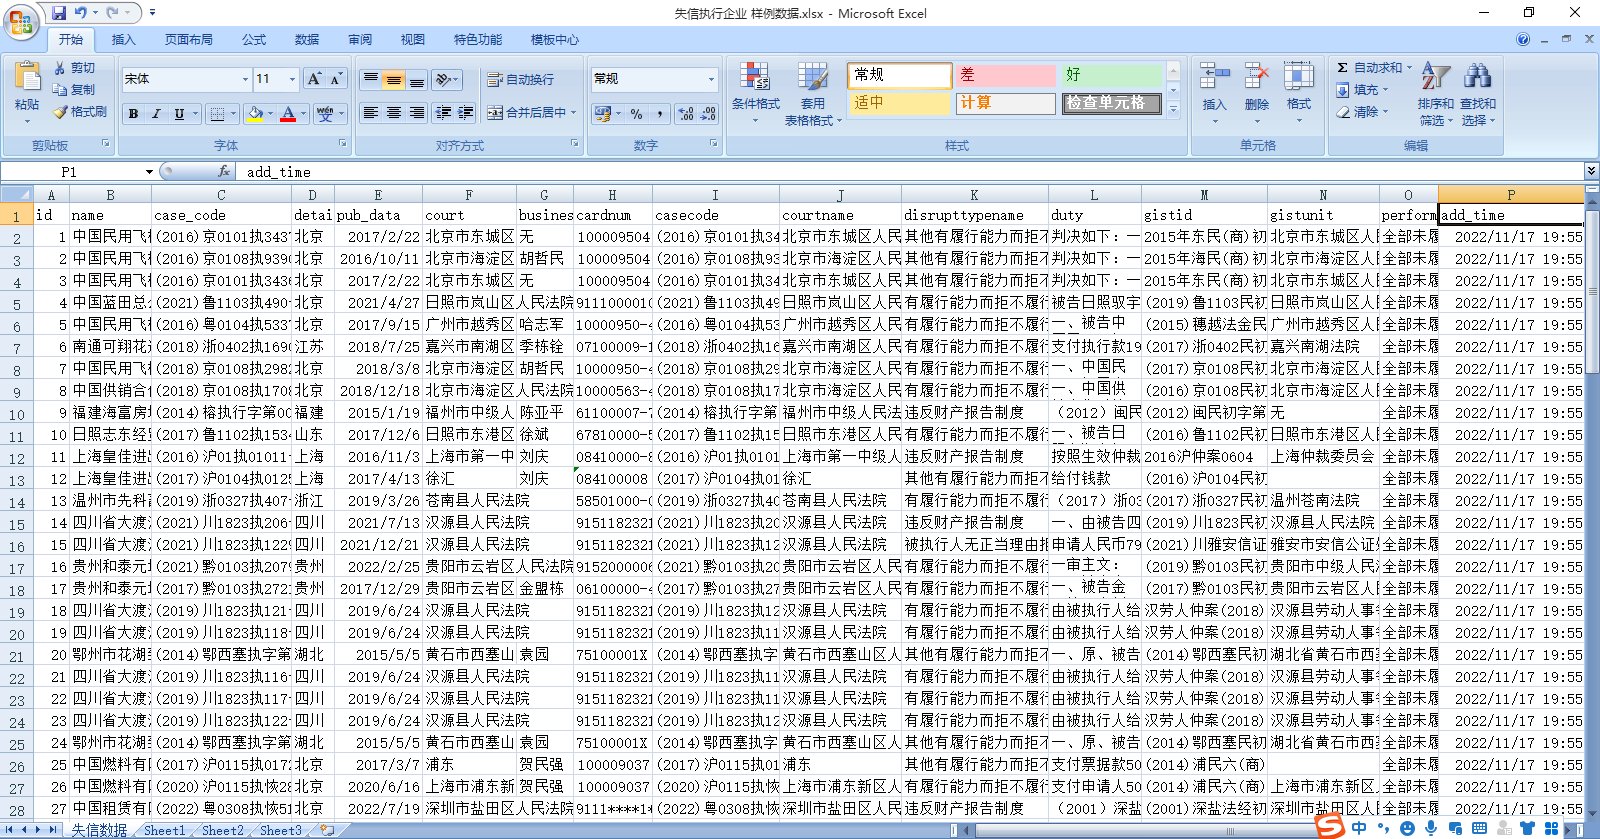 失信执行企业 样例数据.xlsx - Microsoft Excel
开始 插入 页面布局 公式 数据 审阅 视图 特色功能 模板中心
粘贴 剪切 复制 格式刷 剪贴板
宋体 11 B I U A 字体
自动换行 合并后居中 对齐方式
常规 % , 数字
条件格式 套用 表格格式 常规 差 好 适中 计算 检查单元格 样式
插入 删除 格式 单元格
Σ 自动求和 填充 清除 排序和 筛选 查找和 选择 编辑
P1 fx add_time
A B C D E F G H I J K L M N O P
1 id name case_code detai pub_data court busines cardnum casecode courtname disrupttypename duty gistid gistunit perform add_time
2 1 中国民用飞 (2016)京0101执343 北京 2017/2/22 北京市东城区 无 100009504 (2016)京0101执34 北京市东城区人民 其他有履行能力而拒不 判决如下：一 2015年东民(商)初 北京市东城区人民 全部未履 2022/11/17 19:55
3 2 中国民用飞 (2016)京0108执939 北京 2016/10/11 北京市海淀区 胡哲民 100009504 (2016)京0108执93 北京市海淀区人民 其他有履行能力而拒不 判决如下：一 2015年海民(商)初 北京市海淀区人民 全部未履 2022/11/17 19:55
4 3 中国民用飞 (2016)京0101执343 北京 2017/2/22 北京市东城区 无 100009504 (2016)京0101执34 北京市东城区人民 其他有履行能力而拒不 判决如下：一 2015年东民(商)初 北京市东城区人民 全部未履 2022/11/17 19:55
5 4 中国蓝田总 (2021)鲁1103执490 北京 2021/4/27 日照市岚山区人民法院 9111000010 (2021)鲁1103执49 日照市岚山区人民 有履行能力而拒不履行 被告日照驭宇 (2019)鲁1103民初 日照市岚山区人民 全部未履 2022/11/17 19:55
6 5 中国民用飞 (2016)粤0104执533 北京 2017/9/15 广州市越秀区 哈志军 10000950-4 (2016)粤0104执53 广州市越秀区人民 有履行能力而拒不履行 一、被告中 (2015)穗越法金民 广州市越秀区人民 全部未履 2022/11/17 19:55
7 6 南通可翔花 (2018)浙0402执169 江苏 2018/7/25 嘉兴市南湖区 季栋铨 07100009-1 (2018)浙0402执16 嘉兴市南湖区人民 其他有履行能力而拒不 支付执行款19 (2017)浙0402民初 嘉兴南湖法院 全部未履 2022/11/17 19:55
8 7 中国民用飞 (2018)京0108执298 北京 2018/3/8 北京市海淀区 胡哲民 10000950-4 (2018)京0108执29 北京市海淀区人民 其他有履行能力而拒不 一、中国民 (2017)京0108民初 北京市海淀区人民 全部未履 2022/11/17 19:55
9 8 中国供销合 (2018)京0108执170 北京 2018/12/18 北京市海淀区人民法院 10000563-4 (2018)京0108执17 北京市海淀区人民 有履行能力而拒不履行 一、中国供 (2016)京0108民初 北京市海淀区人民 全部未履 2022/11/17 19:55
10 9 福建海富房 (2014)榕执行字第00 福建 2015/1/19 福州市中级人 陈亚平 61100007-7 (2014)榕执行字第 福州市中级人民法 违反财产报告制度 (2012) 闽民 (2012)闽民初字第 无 全部未履 2022/11/17 19:55
11 10 日照志东经 (2017)鲁1102执153 山东 2017/12/6 日照市东港区 徐斌 67810000-5 (2017)鲁1102执15 日照市东港区人民 有履行能力而拒不履行 一、被告日 (2016)鲁1102民初 日照市东港区人民 全部未履 2022/11/17 19:55
12 11 上海皇佳进出 (2016)沪01执01011 上海 2016/11/3 上海市第一中 刘庆 08410000-8 (2016)沪01执0101 上海市第一中级人 违反财产报告制度 按照生效仲裁 2016沪仲案0604 上海仲裁委员会 全部未履 2022/11/17 19:55
13 12 上海皇佳进出 (2017)沪0104执012 上海 2017/4/13 徐汇 刘庆 084100008 (2017)沪0104执01 徐汇 其他有履行能力而拒不 给付钱款 (2016)沪0104民初 全部未履 2022/11/17 19:55
14 13 温州市先科 (2019)浙0327执407 浙江 2019/3/26 苍南县人民法院 58501000-0 (2019)浙0327执40 苍南县人民法院 有履行能力而拒不履行 (2017) 浙03 (2017)浙0327民初 温州苍南法院 全部未履 2022/11/17 19:55
15 14 四川省大渡 (2021)川1823执206 四川 2021/7/13 汉源县人民法院 9151182321 (2021)川1823执20 汉源县人民法院 违反财产报告制度 一、由被告四 (2019)川1823民初 汉源县人民法院 全部未履 2022/11/17 19:55
16 15 四川省大渡 (2021)川1823执122 四川 2021/12/21 汉源县人民法院 9151182321 (2021)川1823执12 汉源县人民法院 被执行人无正当理由拒 申请人民币79 (2021)川雅安信证 雅安市安信公证 全部未履 2022/11/17 19:55
17 16 贵州和泰元 (2021)黔0103执207 贵州 2022/2/25 贵阳市云岩区人民法院 9152000006 (2021)黔0103执20 贵阳市云岩区人民 有履行能力而拒不履行 一审主文： (2019)黔0103民初 贵阳市中级人民法 全部未履 2022/11/17 19:55
18 17 贵州和泰元 (2017)黔0103执272 贵州 2017/12/29 贵阳市云岩区 金盟栋 06100000-4 (2017)黔0103执27 贵阳市云岩区人民 其他有履行能力而拒不 一、被告金 (2017)黔0103民初 贵阳市云岩区人民 全部未履 2022/11/17 19:55
19 18 四川省大渡 (2019)川1823执121 四川 2019/6/24 汉源县人民法院 9151182321 (2019)川1823执12 汉源县人民法院 有履行能力而拒不履行 由被执行人给 汉劳人仲案(2018) 汉源县劳动人事 全部未履 2022/11/17 19:55
20 19 四川省大渡 (2019)川1823执118 四川 2019/6/24 汉源县人民法院 9151182321 (2019)川1823执11 汉源县人民法院 有履行能力而拒不履行 由被执行人给 汉劳人仲案(2018) 汉源县劳动人事 全部未履 2022/11/17 19:55
21 20 鄂州市花湖 (2014)鄂西塞执字第 湖北 2015/5/5 黄石市西塞山 袁园 75100001X (2014)鄂西塞执字 黄石市西塞山区人 其他有履行能力而拒不 一、原、被告 (2014)鄂西塞民初 湖北省黄石市西塞 全部未履 2022/11/17 19:55
22 21 四川省大渡 (2019)川1823执116 四川 2019/6/24 汉源县人民法院 9151182321 (2019)川1823执11 汉源县人民法院 有履行能力而拒不履行 由被执行人给 汉劳人仲案(2018) 汉源县劳动人事 全部未履 2022/11/17 19:55
23 22 四川省大渡 (2019)川1823执117 四川 2019/6/24 汉源县人民法院 9151182321 (2019)川1823执11 汉源县人民法院 有履行能力而拒不履行 由被执行人给 汉劳人仲案(2018) 汉源县劳动人事 全部未履 2022/11/17 19:55
24 23 四川省大渡 (2019)川1823执122 四川 2019/6/24 汉源县人民法院 9151182321 (2019)川1823执12 汉源县人民法院 有履行能力而拒不履行 由被执行人给 汉劳人仲案(2018) 汉源县劳动人事 全部未履 2022/11/17 19:55
25 24 鄂州市花湖 (2014)鄂西塞执字第 湖北 2015/5/5 黄石市西塞山 袁园 75100001X (2014)鄂西塞执字 黄石市西塞山区人 其他有履行能力而拒不 一、原、被告 (2014)鄂西塞民初 湖北省黄石市西塞 全部未履 2022/11/17 19:55
26 25 中国燃料有 (2017)沪0115执017 北京 2017/3/7 浦东 贺民强 100009037 (2017)沪0115执01 浦东 其他有履行能力而拒不 支付票据款50 (2014)浦民六(商) 全部未履 2022/11/17 19:55
27 26 中国燃料有 (2020)沪0115执恢28 北京 2020/6/16 上海市浦东新 贺民强 100009037 (2020)沪0115执恢 上海市浦东新区人 有履行能力而拒不履行 支付申请人50 (2014)浦民六(商) 上海市浦东新区 全部未履 2022/11/17 19:55
28 27 中国租赁有 (2022)粤0308执恢51 北京 2022/7/19 深圳市盐田区人民法院 9111****1* (2022)粤0308执恢 深圳市盐田区人民 违反财产报告制度 (2001) 深盐 (2001)深盐法经初 深圳市盐田区人民 全部未履 2022/11/17 19:55
失信数据 Sheet1 Sheet2 Sheet3
S 中